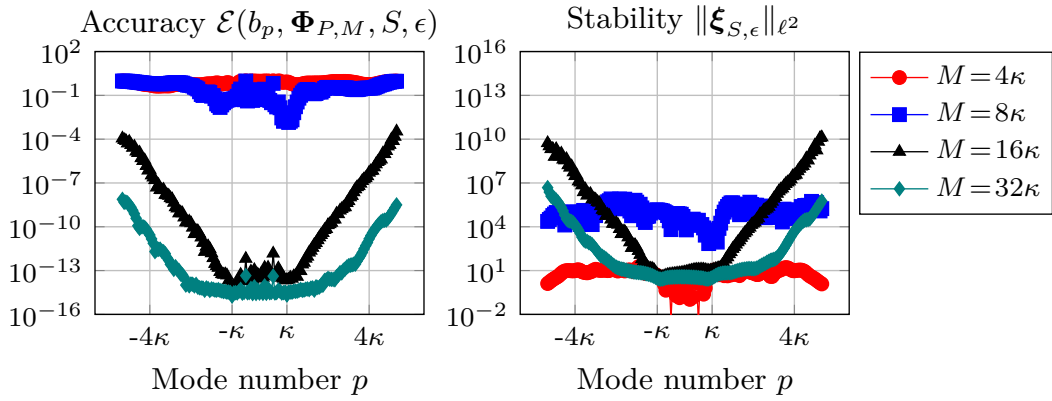 Accuracy ℰ(b_p, Φ_{P,M}, S, ϵ)
Stability ‖ξ_{S,ϵ}‖_{ℓ²}
10²
10⁻¹
10⁻⁴
10⁻⁷
10⁻¹⁰
10⁻¹³
10⁻¹⁶
-4κ
-κ
κ
4κ
Mode number p
10¹⁶
10¹³
10¹⁰
10⁷
10⁴
10¹
10⁻²
-4κ
-κ
κ
4κ
Mode number p
M = 4κ
M = 8κ
M = 16κ
M = 32κ